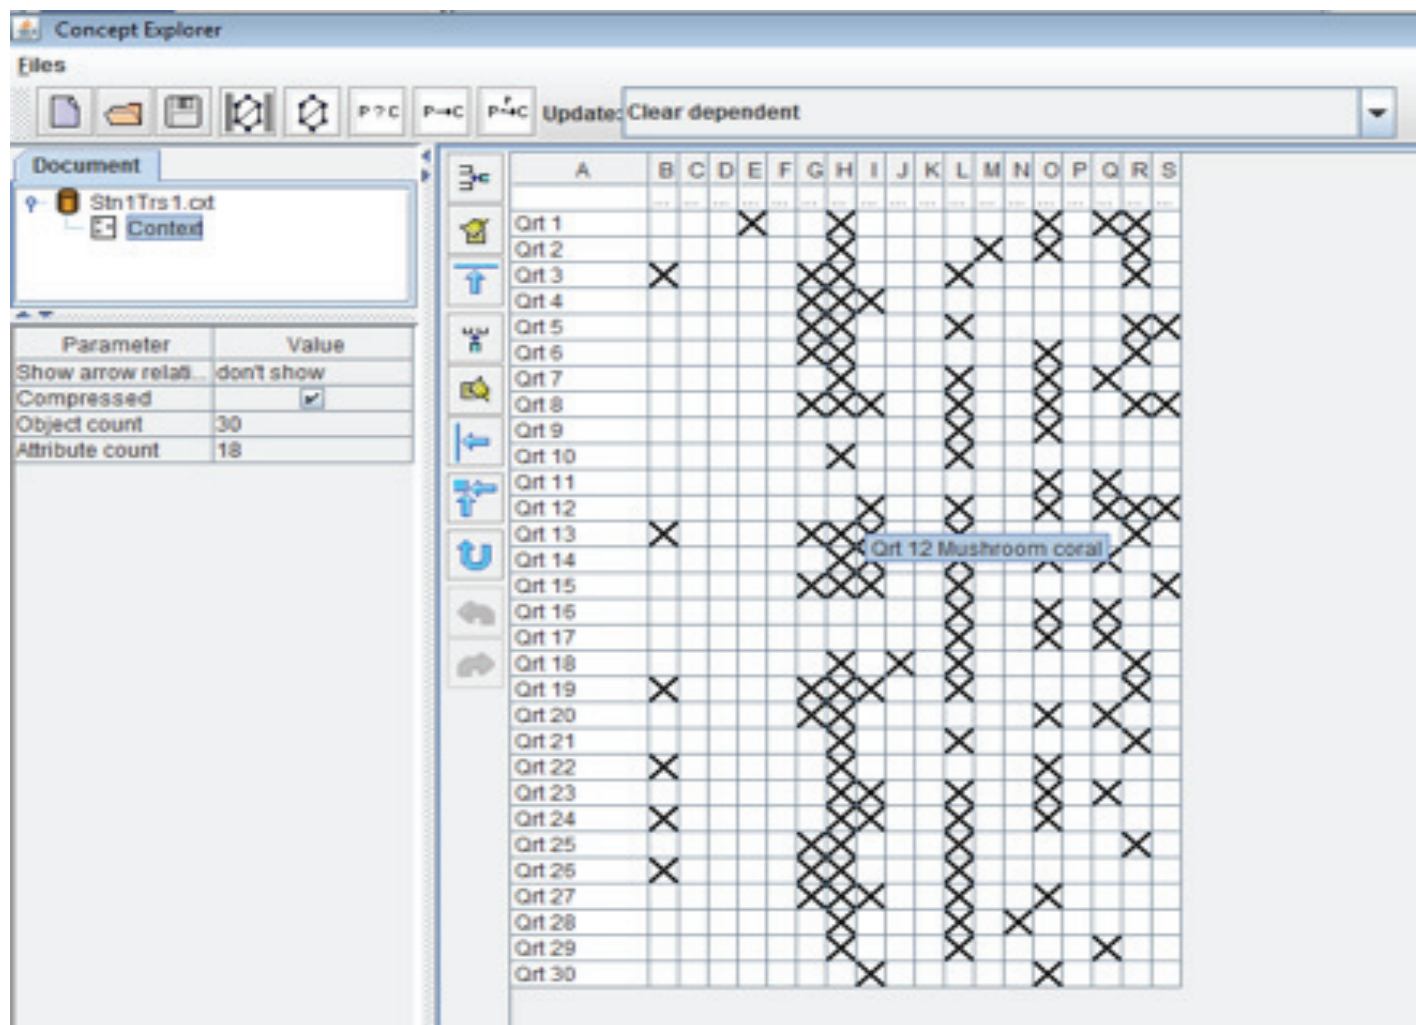 Concept Explorer
Files
P?C P→C P→C Update: Clear dependent
Document
Stn1Trs1.cxt
Context
Parameter Value
Show arrow relati... don't show
Compressed
Object count 30
Attribute count 18
A B C D E F G H I J K L M N O P Q R S
... ... ... ... ... ... ... ... ... ... ... ... ... ... ... ... ... ...
Qrt 1
Qrt 2
Qrt 3
Qrt 4
Qrt 5
Qrt 6
Qrt 7
Qrt 8
Qrt 9
Qrt 10
Qrt 11
Qrt 12
Qrt 13
Qrt 12 Mushroom coral
Qrt 14
Qrt 15
Qrt 16
Qrt 17
Qrt 18
Qrt 19
Qrt 20
Qrt 21
Qrt 22
Qrt 23
Qrt 24
Qrt 25
Qrt 26
Qrt 27
Qrt 28
Qrt 29
Qrt 30